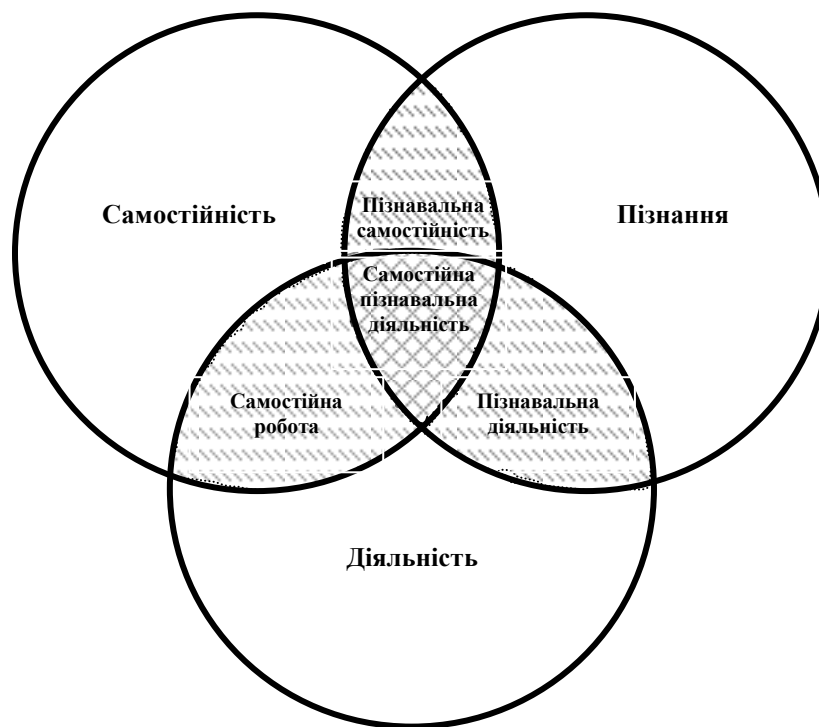 Самостійність
Пізнання
Пізнавальна
самостійність
Самостійна
пізнавальна
діяльність
Самостійна
робота
Пізнавальна
діяльність
Діяльність